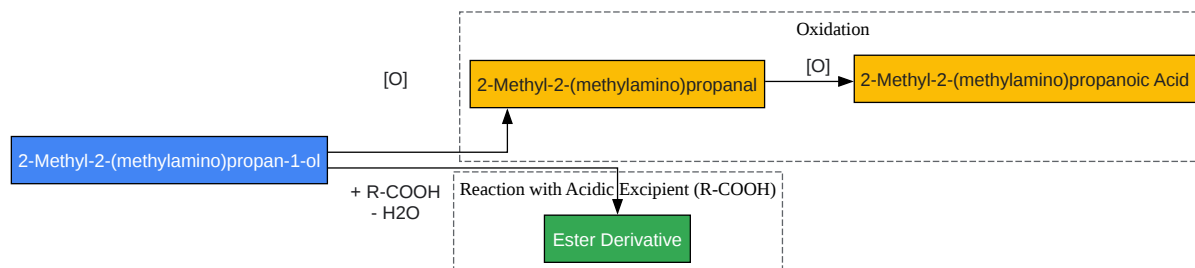 Oxidation
[O]
[O]
2-Methyl-2-(methylamino)propanal
2-Methyl-2-(methylamino)propanoic Acid
2-Methyl-2-(methylamino)propan-1-ol
+ R-COOH
- H2O
Reaction with Acidic Excipient (R-COOH)
Ester Derivative